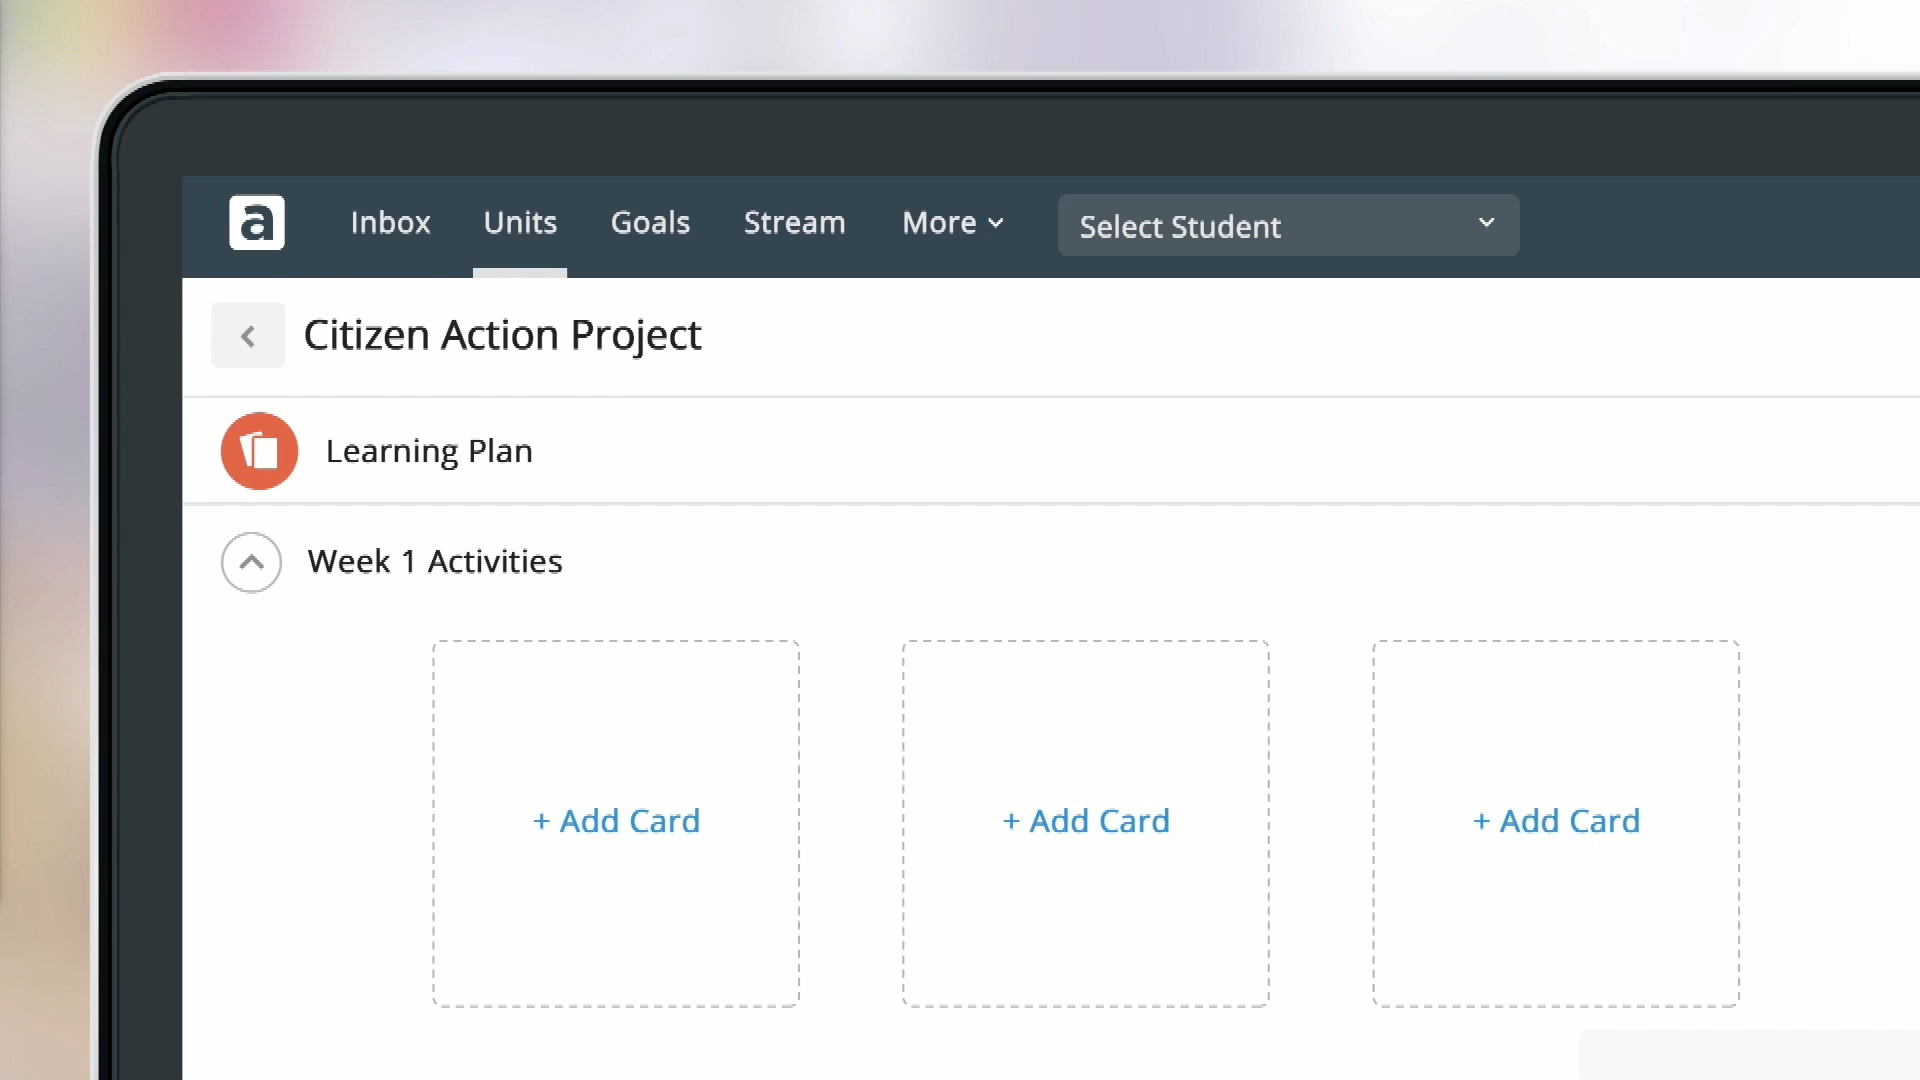 a Inbox Units Goals Stream More Select Student
Citizen Action Project
Learning Plan
Week 1 Activities
+ Add Card + Add Card + Add Card